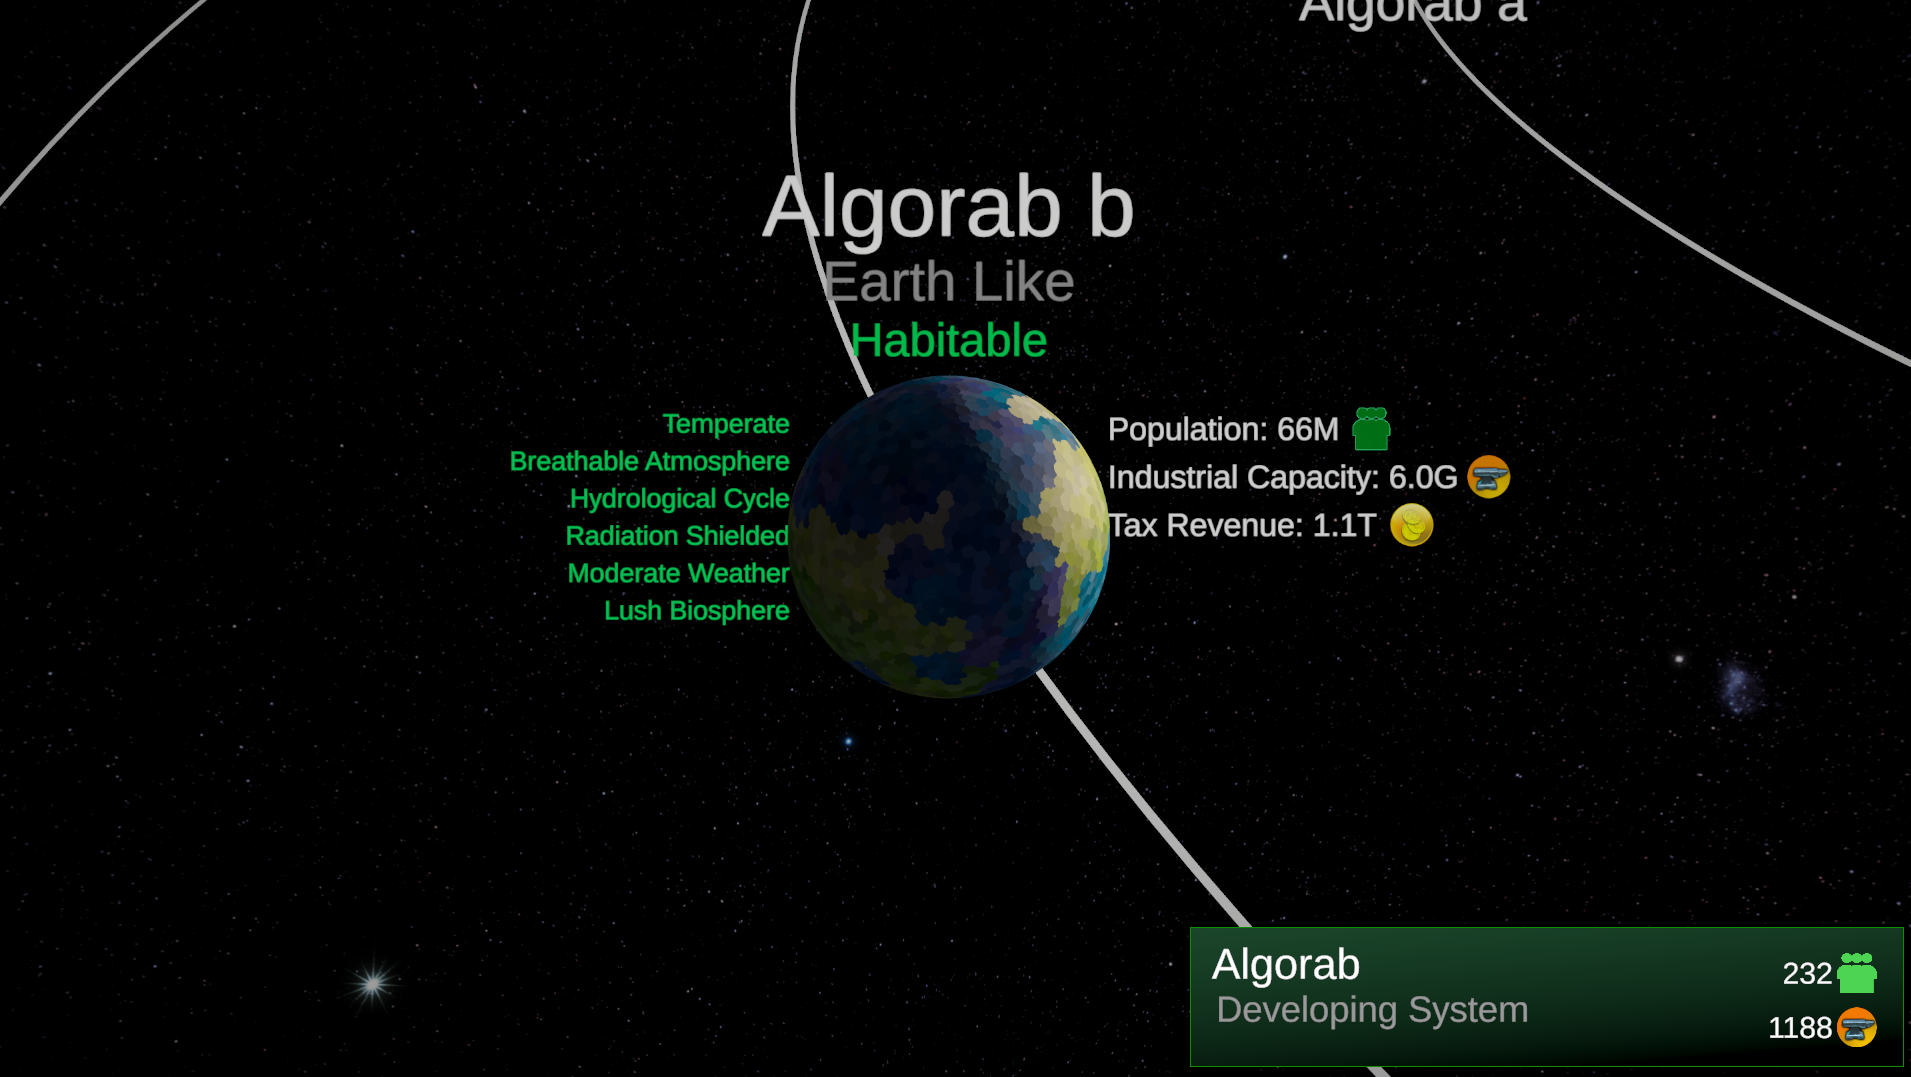 Algorab a
Algorab b
Earth Like
Habitable
Temperate
Breathable Atmosphere
Hydrological Cycle
Radiation Shielded
Moderate Weather
Lush Biosphere
Population: 66M
Industrial Capacity: 6.0G
Tax Revenue: 1.1T
Algorab
Developing System
232
1188